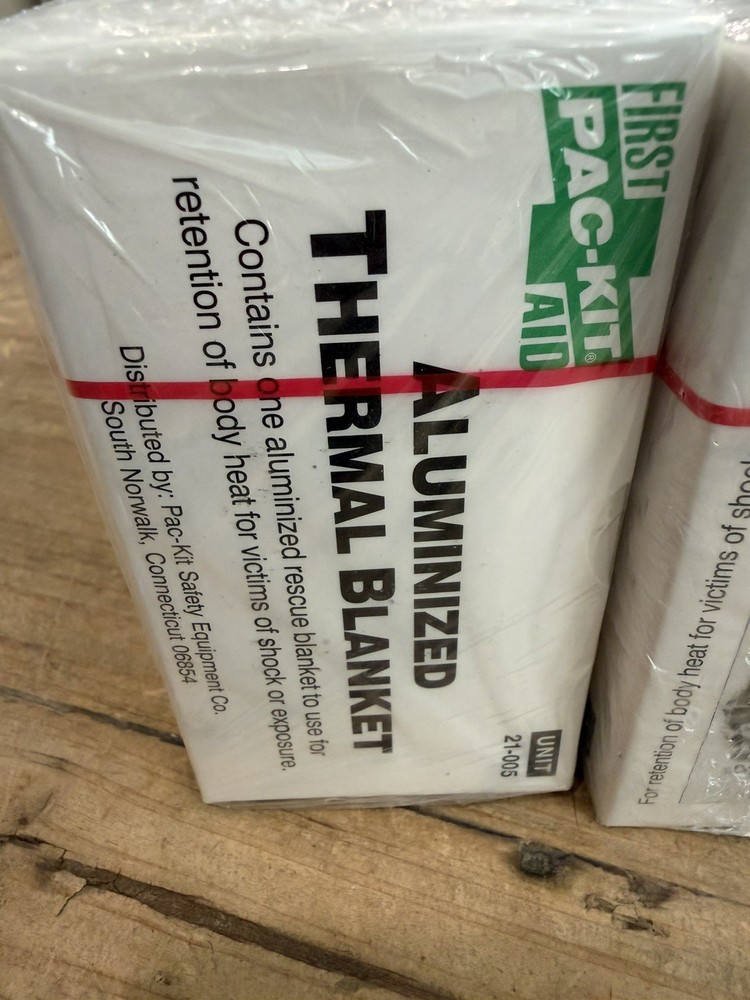 FIRST
PAC-KIT®
AID
UNIT
21-005
ALUMINIZED
THERMAL BLANKET
Contains one aluminized rescue blanket to use for
retention of body heat for victims of shock or exposure.
Distributed by: Pac-Kit Safety Equipment Co.
South Norwalk, Connecticut 06854
For retention of body heat for victims of shock